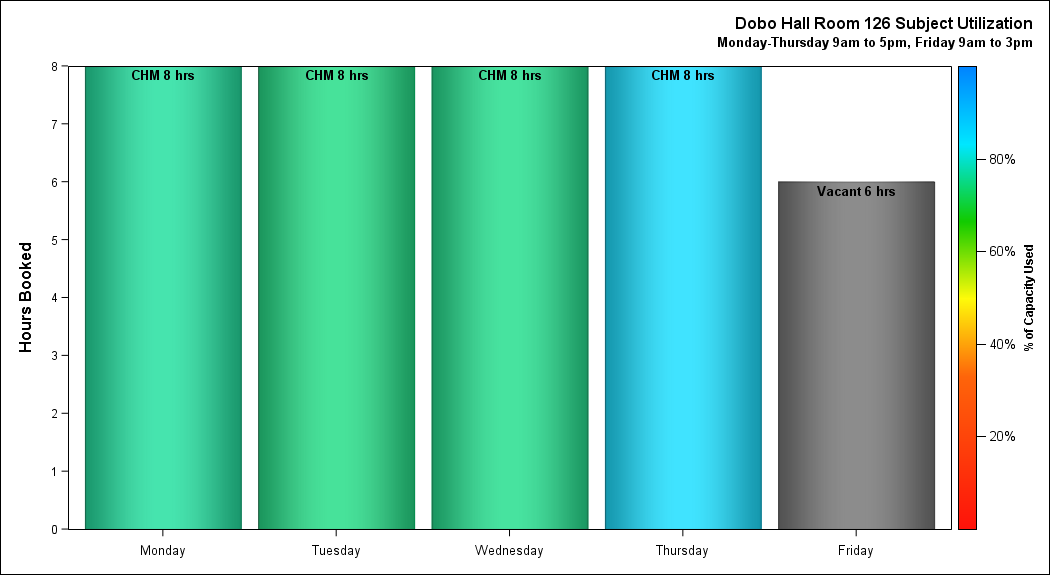 Dobo Hall Room 126 Subject Utilization
Monday-Thursday 9am to 5pm, Friday 9am to 3pm
Hours Booked
8
7
6
5
4
3
2
1
0
CHM 8 hrs
CHM 8 hrs
CHM 8 hrs
CHM 8 hrs
Vacant 6 hrs
Monday
Tuesday
Wednesday
Thursday
Friday
80%
60%
40%
20%
% of Capacity Used